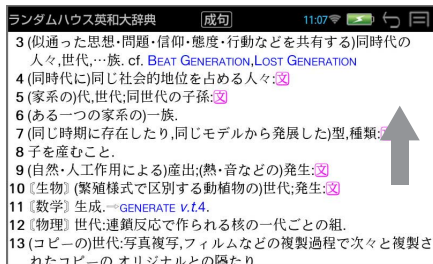 ランダムハウス英和大辞典 成句 11:07
3 (似通った思想・問題・信仰・態度・行動などを共有する)同時代の
人々,世代,…族. cf. BEAT GENERATION,LOST GENERATION
4 (同時代に)同じ社会的地位を占める人々:文
5 (家系の)代,世代;同世代の子孫:文
6 (ある一つの家系の)一族.
7 (同じ時期に存在したり,同じモデルから発展した)型,種類:
8 子を産むこと.
9 (自然・人工作用による)産出;(熱・音などの)発生:文
10 〖生物〗(繁殖様式で区別する動植物の)世代;発生:文
11 〖数学〗生成.⇒GENERATE v.t.4.
12 〖物理〗世代:連鎖反応で作られる核の一代ごとの組.
13 (コピーの)世代:写真複写,フィルムなどの複製過程で次々と複製さ
れたコピーの,オリジナルとの隔たり